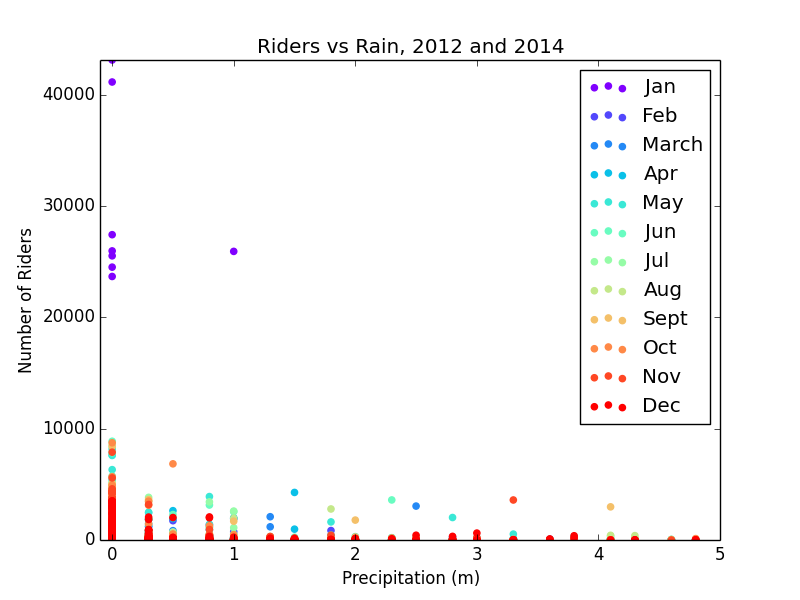 Riders vs Rain, 2012 and 2014
Number of Riders
40000
30000
20000
10000
0
0 1 2 3 4 5
Precipitation (m)
Jan
Feb
March
Apr
May
Jun
Jul
Aug
Sept
Oct
Nov
Dec